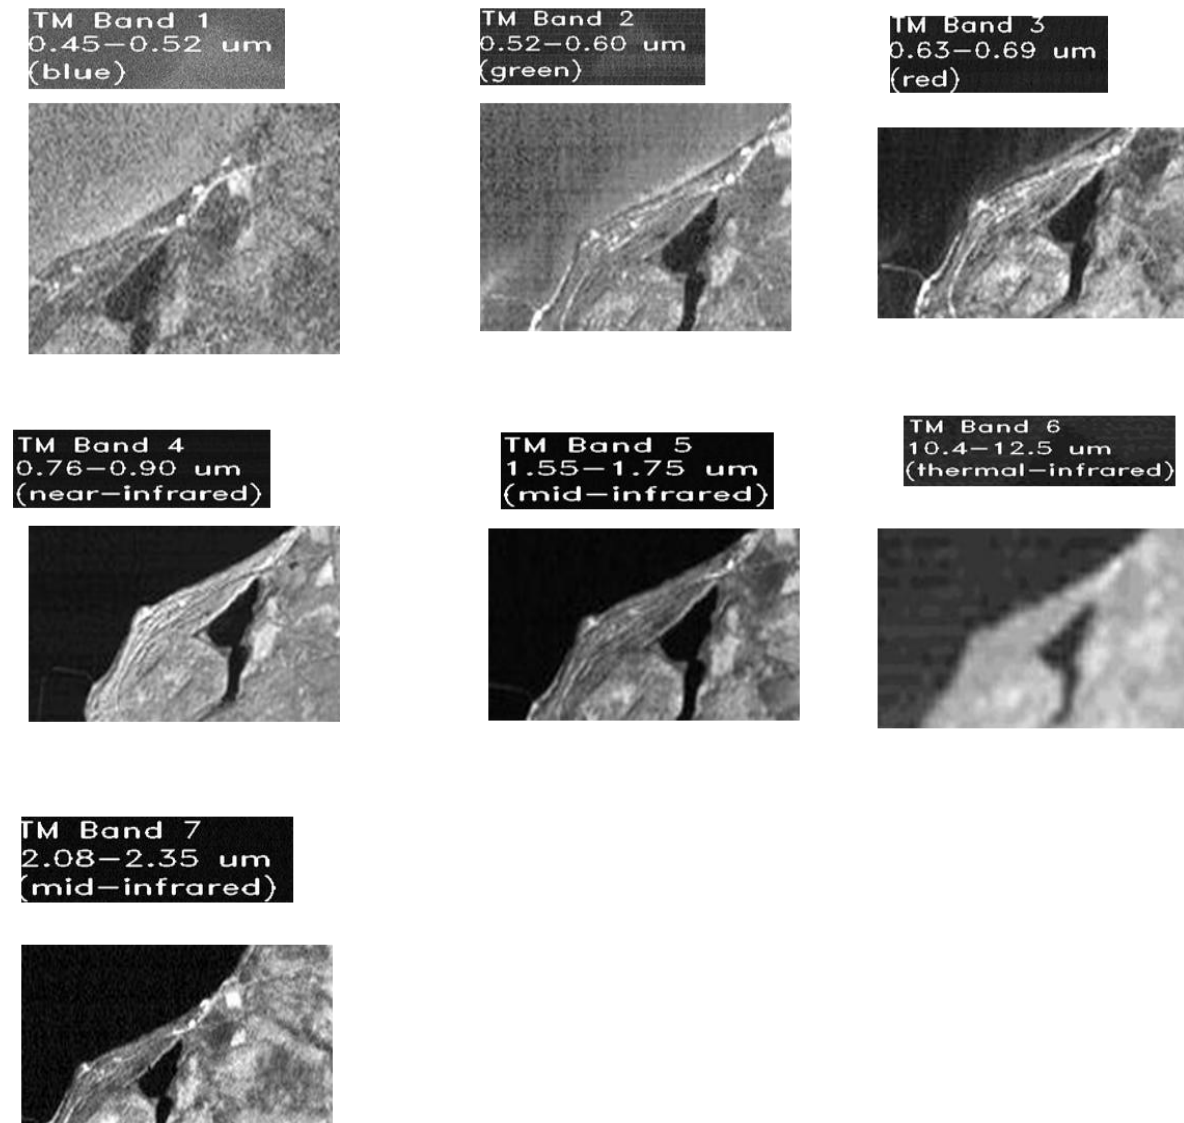 TM Band 1
0.45–0.52 um
(blue)
TM Band 2
0.52–0.60 um
(green)
TM Band 3
0.63–0.69 um
(red)
TM Band 4
0.76–0.90 um
(near–infrared)
TM Band 5
1.55–1.75 um
(mid–infrared)
TM Band 6
10.4–12.5 um
(thermal–infrared)
TM Band 7
2.08–2.35 um
(mid–infrared)